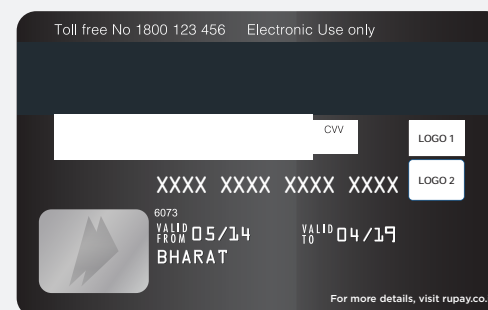 Toll free No 1800 123 456 Electronic Use only
CVV
LOGO 1
XXXX XXXX XXXX XXXX
LOGO 2
6073
VALID FROM 05/14 VALID TO 04/19
BHARAT
For more details, visit rupay.co.